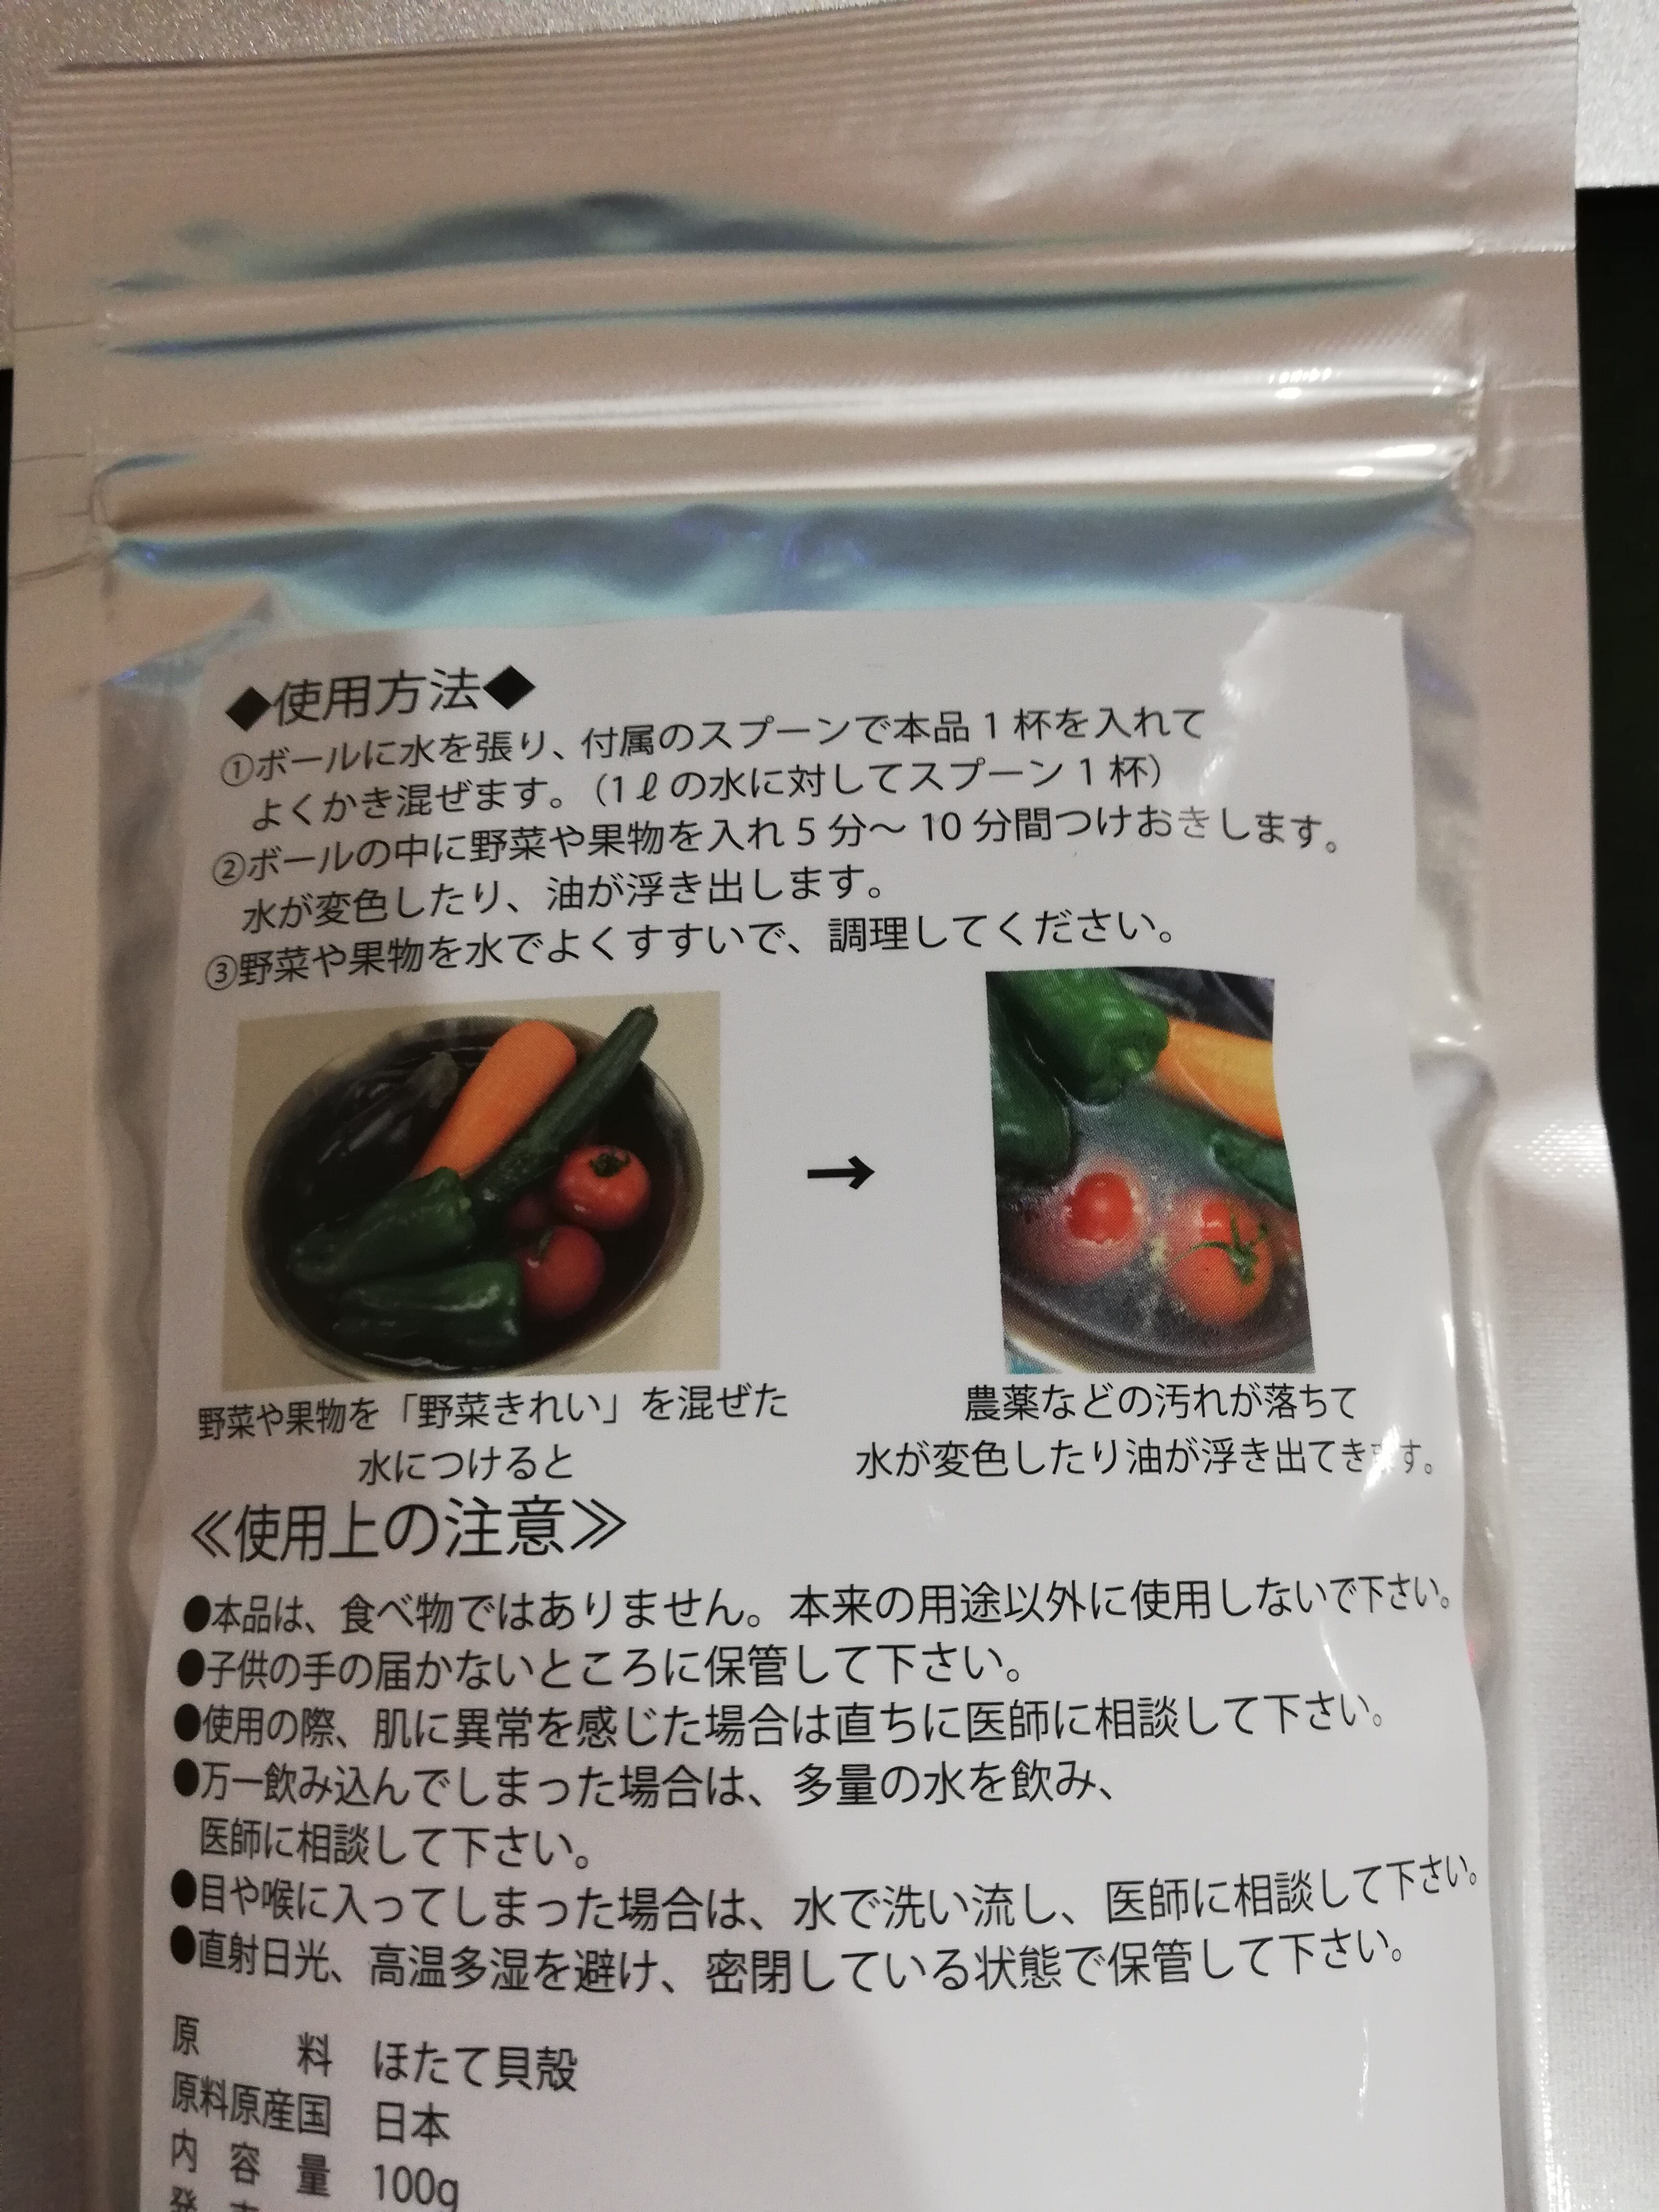 ◆使用方法◆
①ボールに水を張り、付属のスプーンで本品1杯を入れて
よくかき混ぜます。（1ℓの水に対してスプーン1杯）
②ボールの中に野菜や果物を入れ5分〜10分間つけおきします。
水が変色したり、油が浮き出します。
③野菜や果物を水でよくすすいで、調理してください。
→
野菜や果物を「野菜きれい」を混ぜた
水につけると
農薬などの汚れが落ちて
水が変色したり油が浮き出てきます。
≪使用上の注意≫
●本品は、食べ物ではありません。本来の用途以外に使用しないで下さい。
●子供の手の届かないところに保管して下さい。
●使用の際、肌に異常を感じた場合は直ちに医師に相談して下さい。
●万一飲み込んでしまった場合は、多量の水を飲み、
医師に相談して下さい。
●目や喉に入ってしまった場合は、水で洗い流し、医師に相談して下さい。
●直射日光、高温多湿を避け、密閉している状態で保管して下さい。
原料 ほたて貝殻
原料原産国 日本
内容量 100g